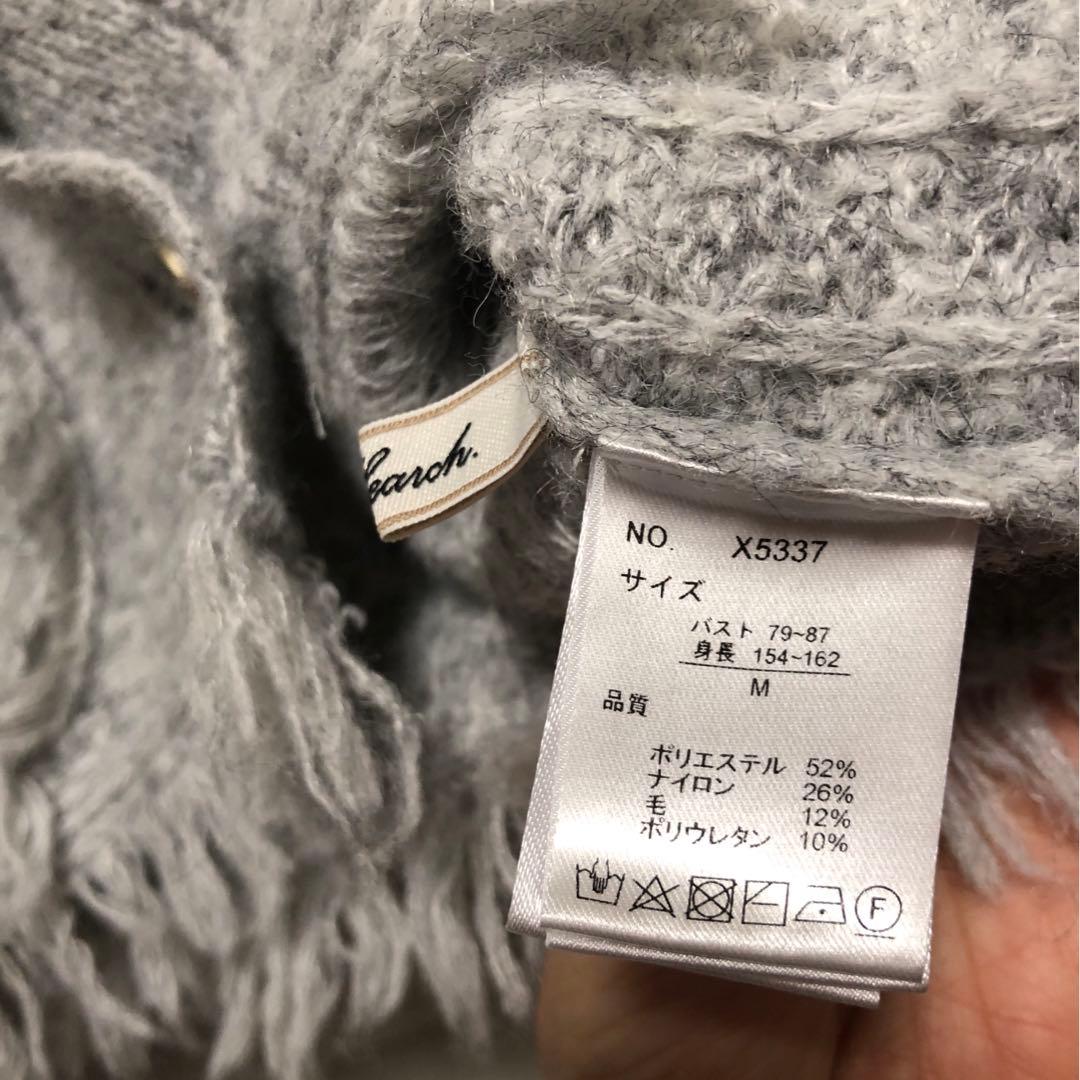 Search.
NO. X5337
サイズ
バスト 79~87
身長 154~162
M
品質
ポリエステル 52%
ナイロン 26%
毛 12%
ポリウレタン 10%
F